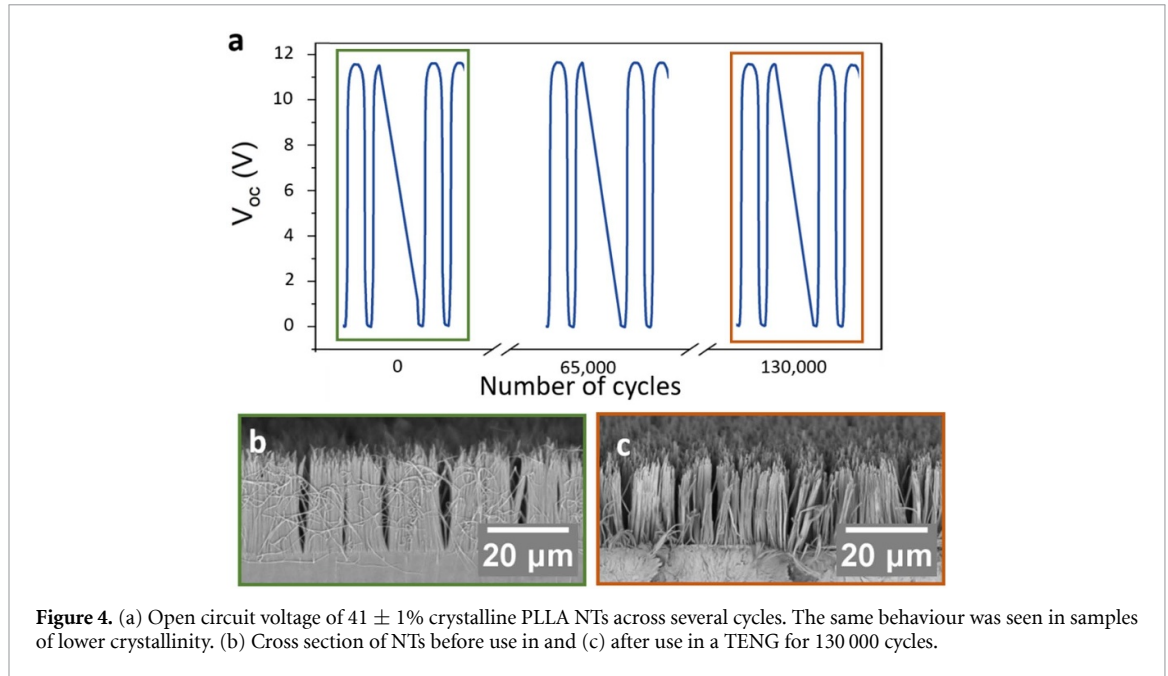 a
12
10
8
6
4
2
0
V_oc (V)
0 65,000 130,000
Number of cycles
b
20 μm
c
20 μm
Figure 4. (a) Open circuit voltage of 41 ± 1% crystalline PLLA NTs across several cycles. The same behaviour was seen in samples
of lower crystallinity. (b) Cross section of NTs before use in and (c) after use in a TENG for 130 000 cycles.